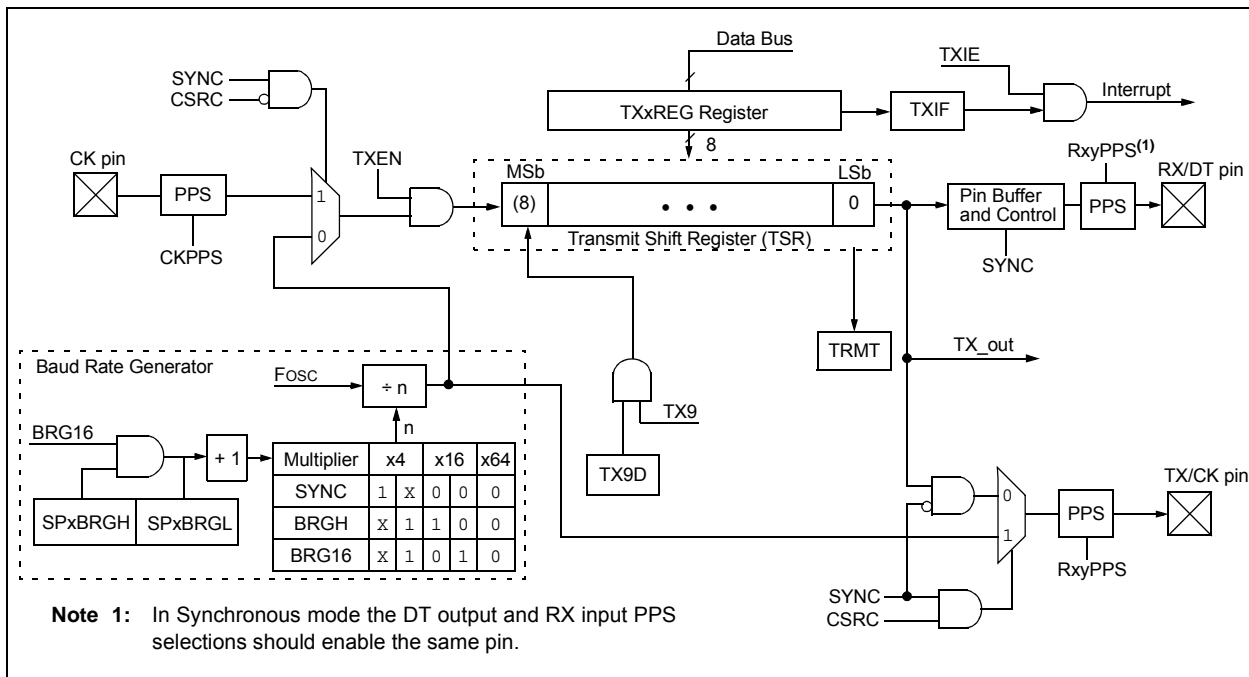 Data Bus
TXIE
Interrupt
SYNC
CSRC
TXxREG Register
TXIF
8
CK pin
TXEN
MSb
LSb
RxyPPS(1)
RX/DT pin
PPS
1
0
(8)
• • •
0
Pin Buffer
and Control
PPS
CKPPS
Transmit Shift Register (TSR)
SYNC
TRMT
TX_out
Baud Rate Generator
FOSC
÷ n
n
TX9
TX9D
BRG16
+ 1
SPxBRGH SPxBRGL
Multiplier x4 x16 x64
SYNC 1 X 0 0 0
BRGH X 1 1 0 0
BRG16 X 1 0 1 0
TX/CK pin
0
1
PPS
RxyPPS
SYNC
CSRC
Note 1: In Synchronous mode the DT output and RX input PPS
selections should enable the same pin.